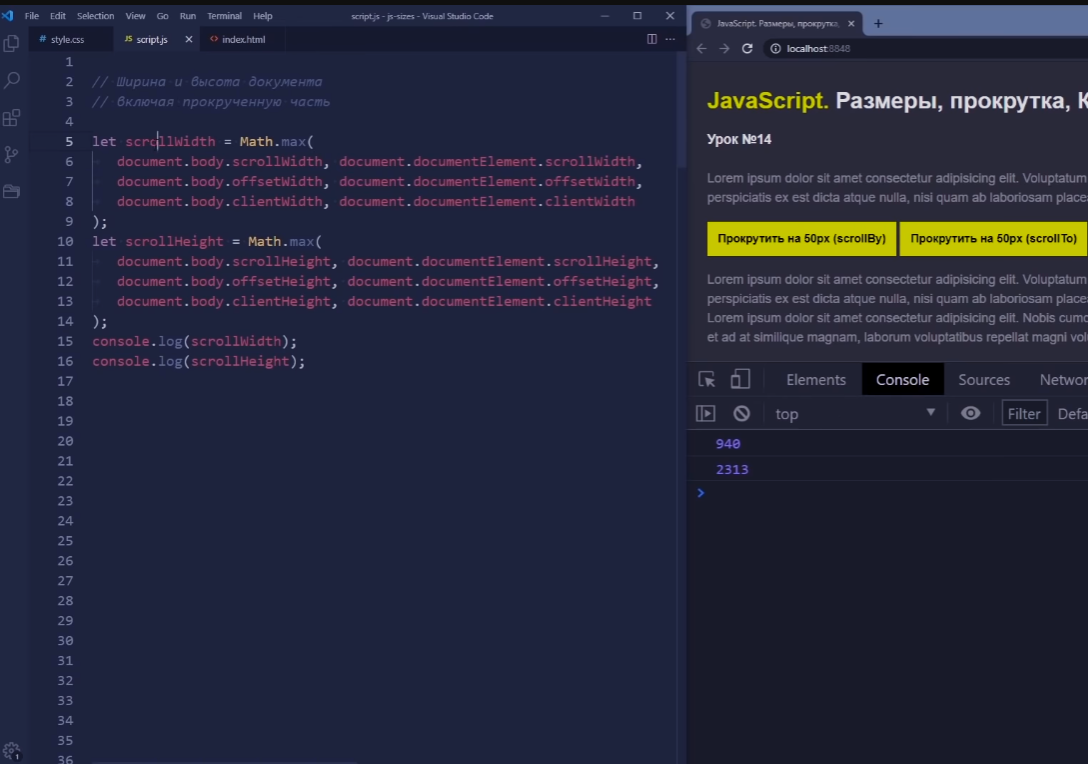 File Edit Selection View Go Run Terminal Help script.js - js-sizes - Visual Studio Code
# style.css JS script.js <> index.html
1
2 // Ширина и высота документа
3 // включая прокрученную часть
4
5 let scrollWidth = Math.max(
6 document.body.scrollWidth, document.documentElement.scrollWidth,
7 document.body.offsetWidth, document.documentElement.offsetWidth,
8 document.body.clientWidth, document.documentElement.clientWidth
9 );
10 let scrollHeight = Math.max(
11 document.body.scrollHeight, document.documentElement.scrollHeight,
12 document.body.offsetHeight, document.documentElement.offsetHeight,
13 document.body.clientHeight, document.documentElement.clientHeight
14 );
15 console.log(scrollWidth);
16 console.log(scrollHeight);
17
18
19
20
21
22
23
24
25
26
27
28
29
30
31
32
33
34
35
36
1
JavaScript. Размеры, прокрутка,
localhost:8848
JavaScript. Размеры, прокрутка, К
Урок №14
Lorem ipsum dolor sit amet consectetur adipisicing elit. Voluptatum
perspiciatis ex est dicta atque nulla, nisi quam ab laboriosam place
Прокрутить на 50px (scrollBy) Прокрутить на 50px (scrollTo)
Lorem ipsum dolor sit amet consectetur adipisicing elit. Voluptatum
perspiciatis ex est dicta atque nulla, nisi quam ab laboriosam place
Lorem ipsum dolor sit amet consectetur adipisicing elit. Nobis cumq
et ad at similique magnam, laborum voluptatibus repellat magni vol
Elements Console Sources Networ
top Filter Defa
940
2313